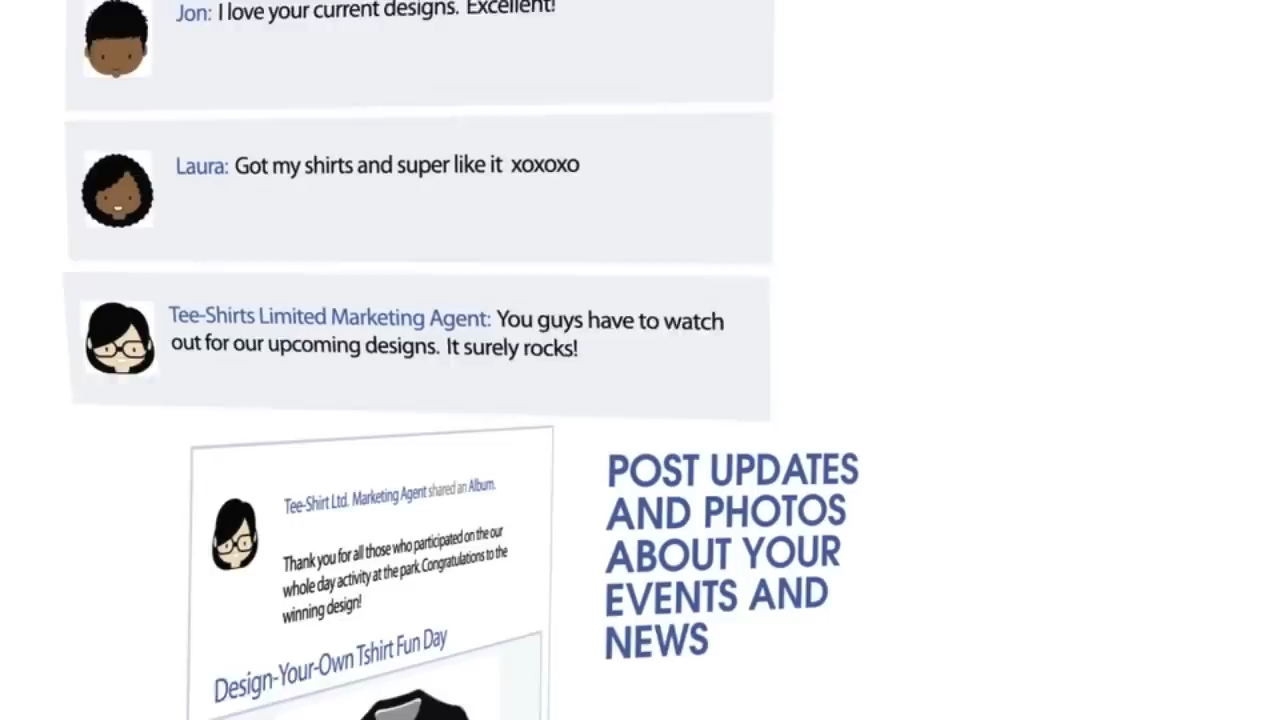 Jon: I love your current designs. Excellent!
Laura: Got my shirts and super like it xoxoxo
Tee-Shirts Limited Marketing Agent: You guys have to watch
out for our upcoming designs. It surely rocks!
Tee-Shirt Ltd. Marketing Agent shared an Album.
Thank you for all those who participated on the our
whole day activity at the park.Congratulations to the
winning design!
Design-Your-Own Tshirt Fun Day
POST UPDATES
AND PHOTOS
ABOUT YOUR
EVENTS AND
NEWS